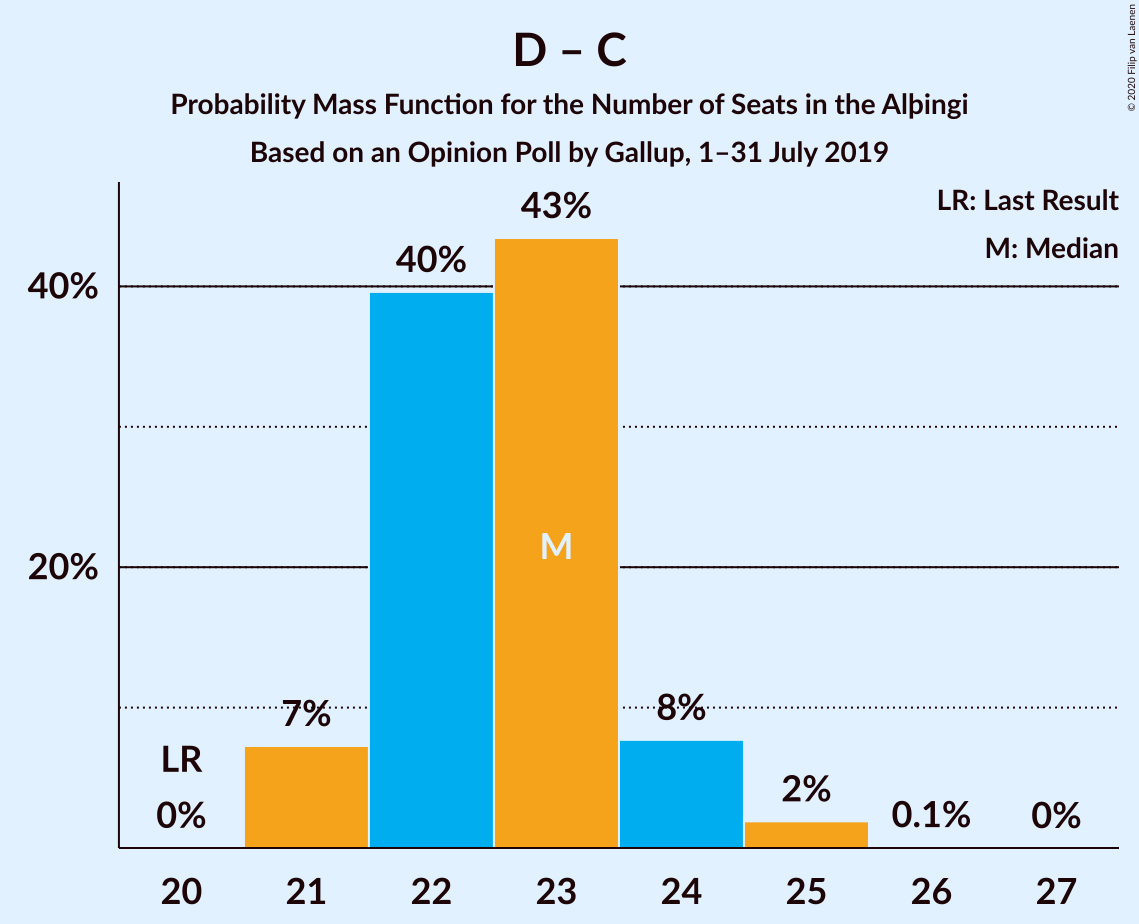 D – C
Probability Mass Function for the Number of Seats in the Alþingi
Based on an Opinion Poll by Gallup, 1–31 July 2019
© 2020 Filip van Laenen
LR: Last Result
M: Median
43%
40%
40%
M
20%
7%
8%
LR
2%
0%
0.1%
0%
20 21 22 23 24 25 26 27